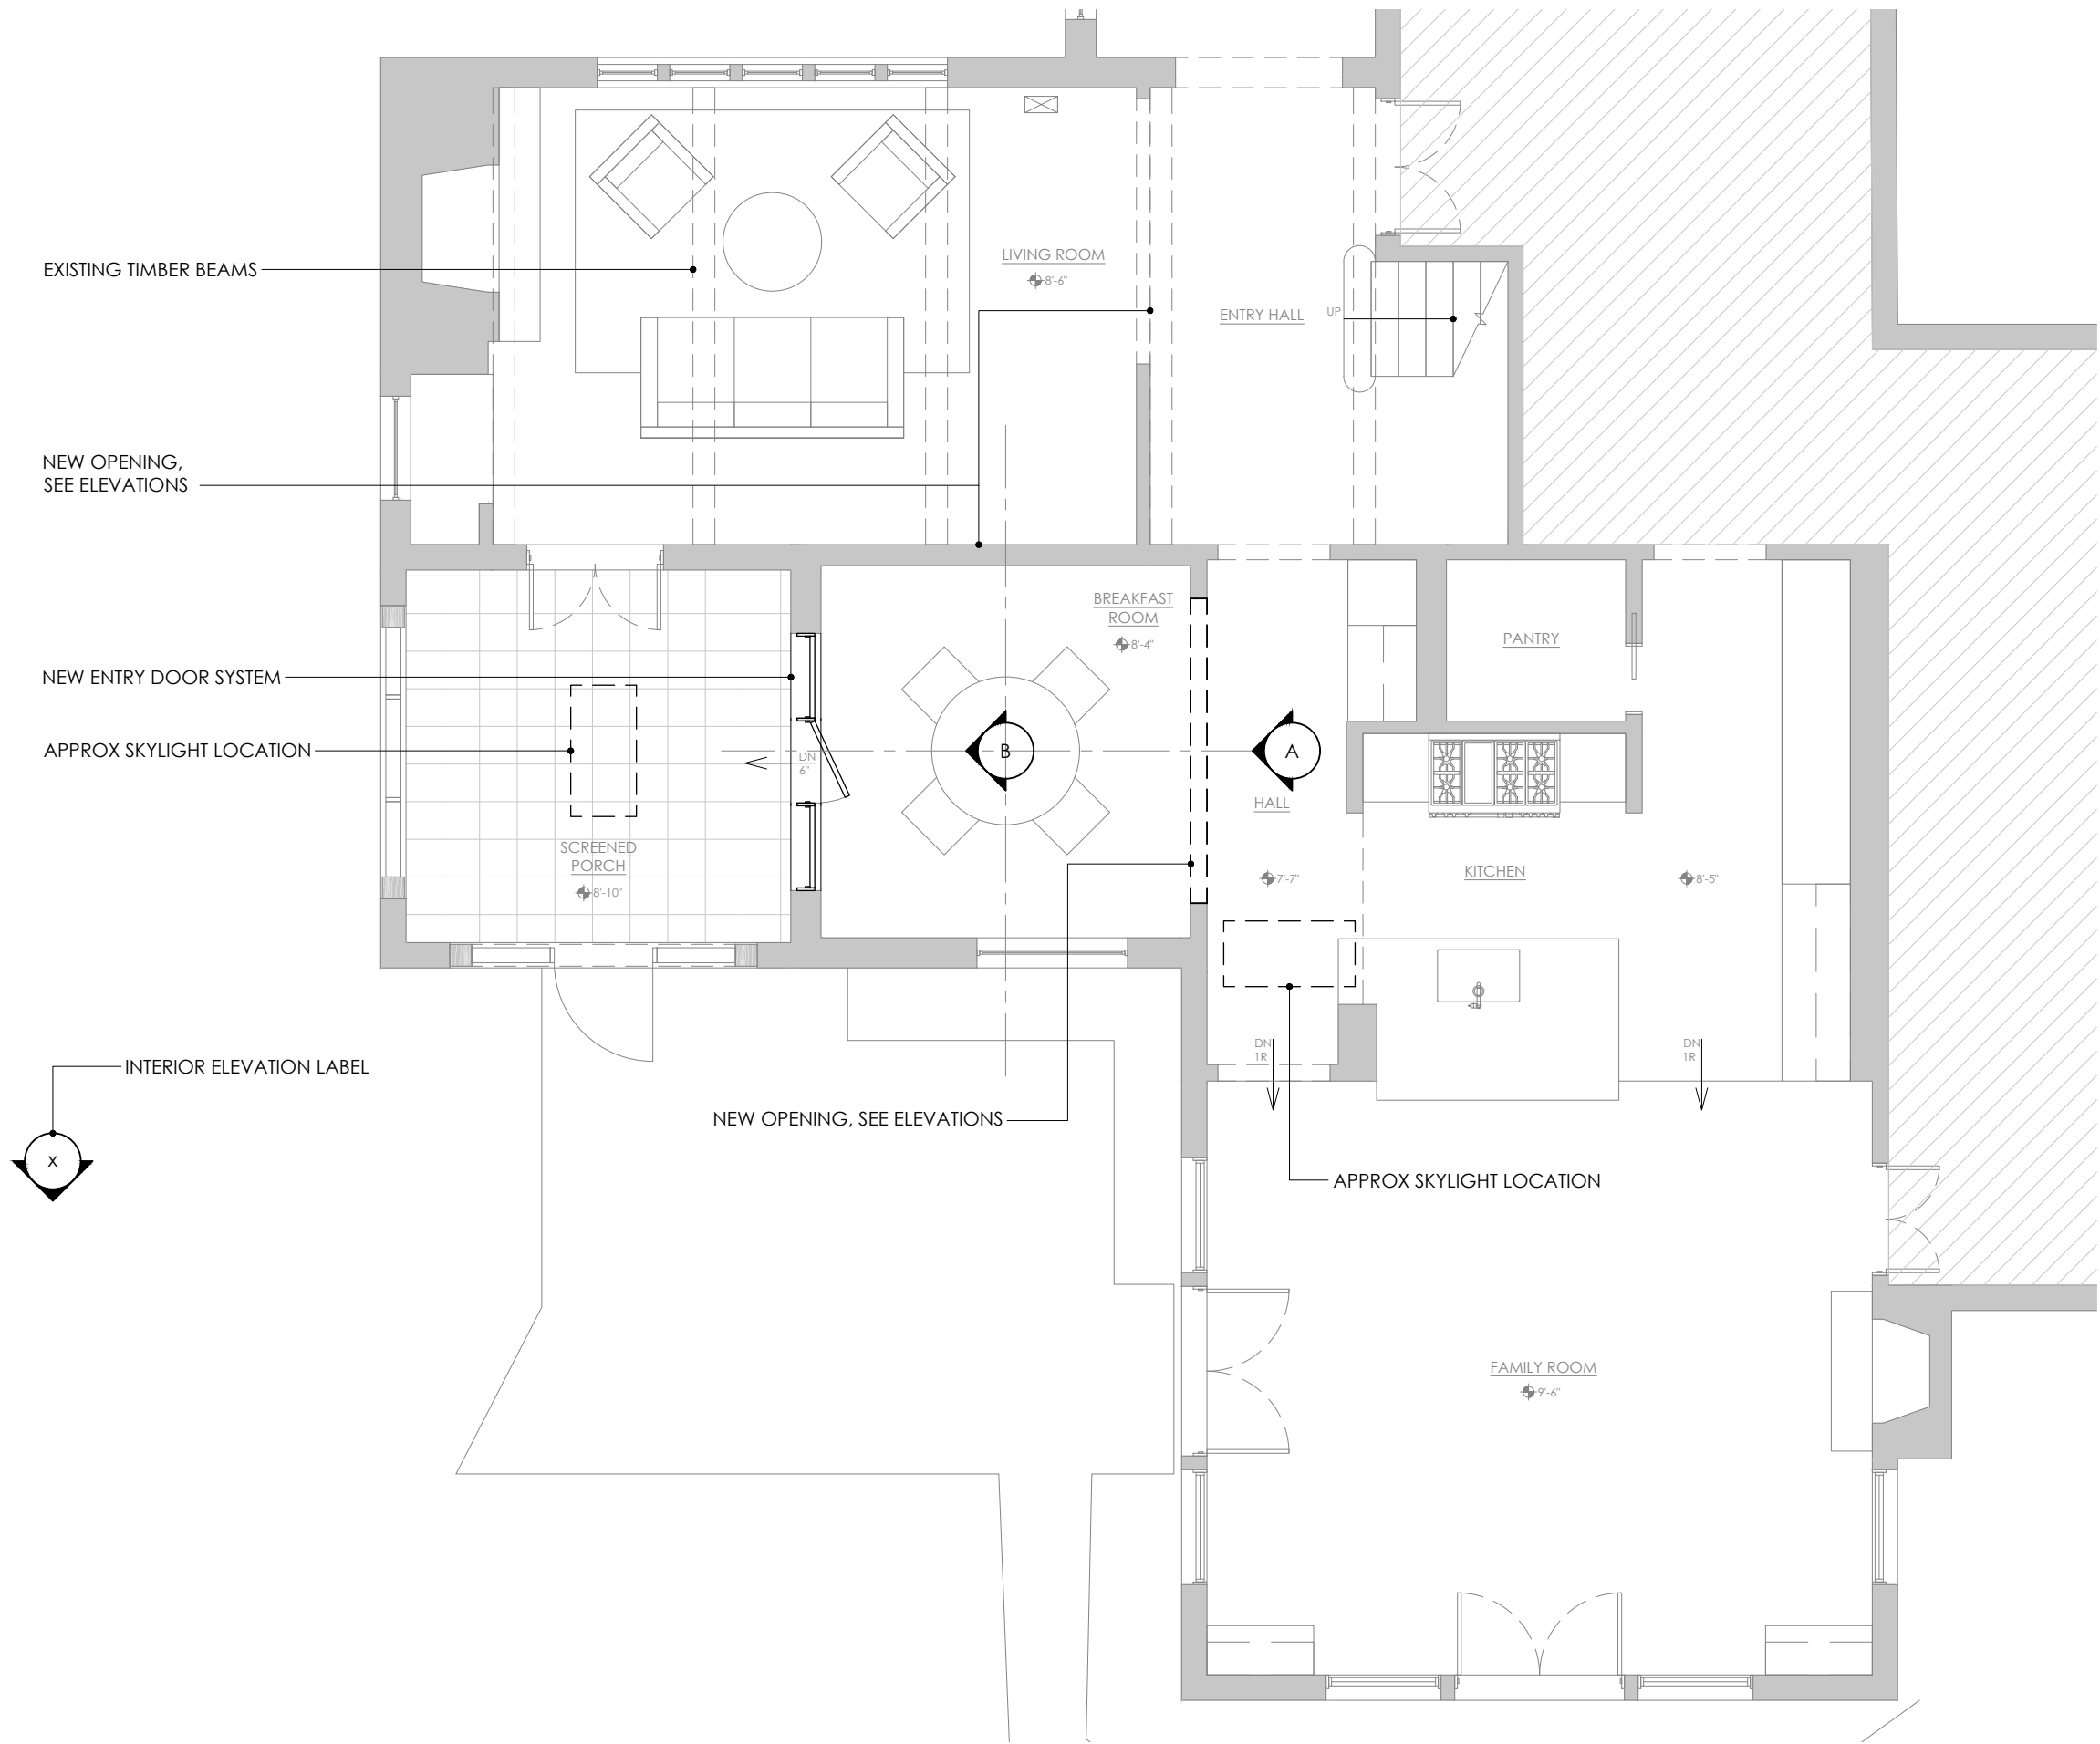 EXISTING TIMBER BEAMS
LIVING ROOM
8'-6"
ENTRY HALL
UP
NEW OPENING,
SEE ELEVATIONS
BREAKFAST
ROOM
8'-4"
PANTRY
NEW ENTRY DOOR SYSTEM
APPROX SKYLIGHT LOCATION
DN
6"
B
A
HALL
SCREENED
PORCH
8'-10"
7'-7"
KITCHEN
8'-5"
DN
1R
DN
1R
INTERIOR ELEVATION LABEL
X
NEW OPENING, SEE ELEVATIONS
APPROX SKYLIGHT LOCATION
FAMILY ROOM
9'-6"